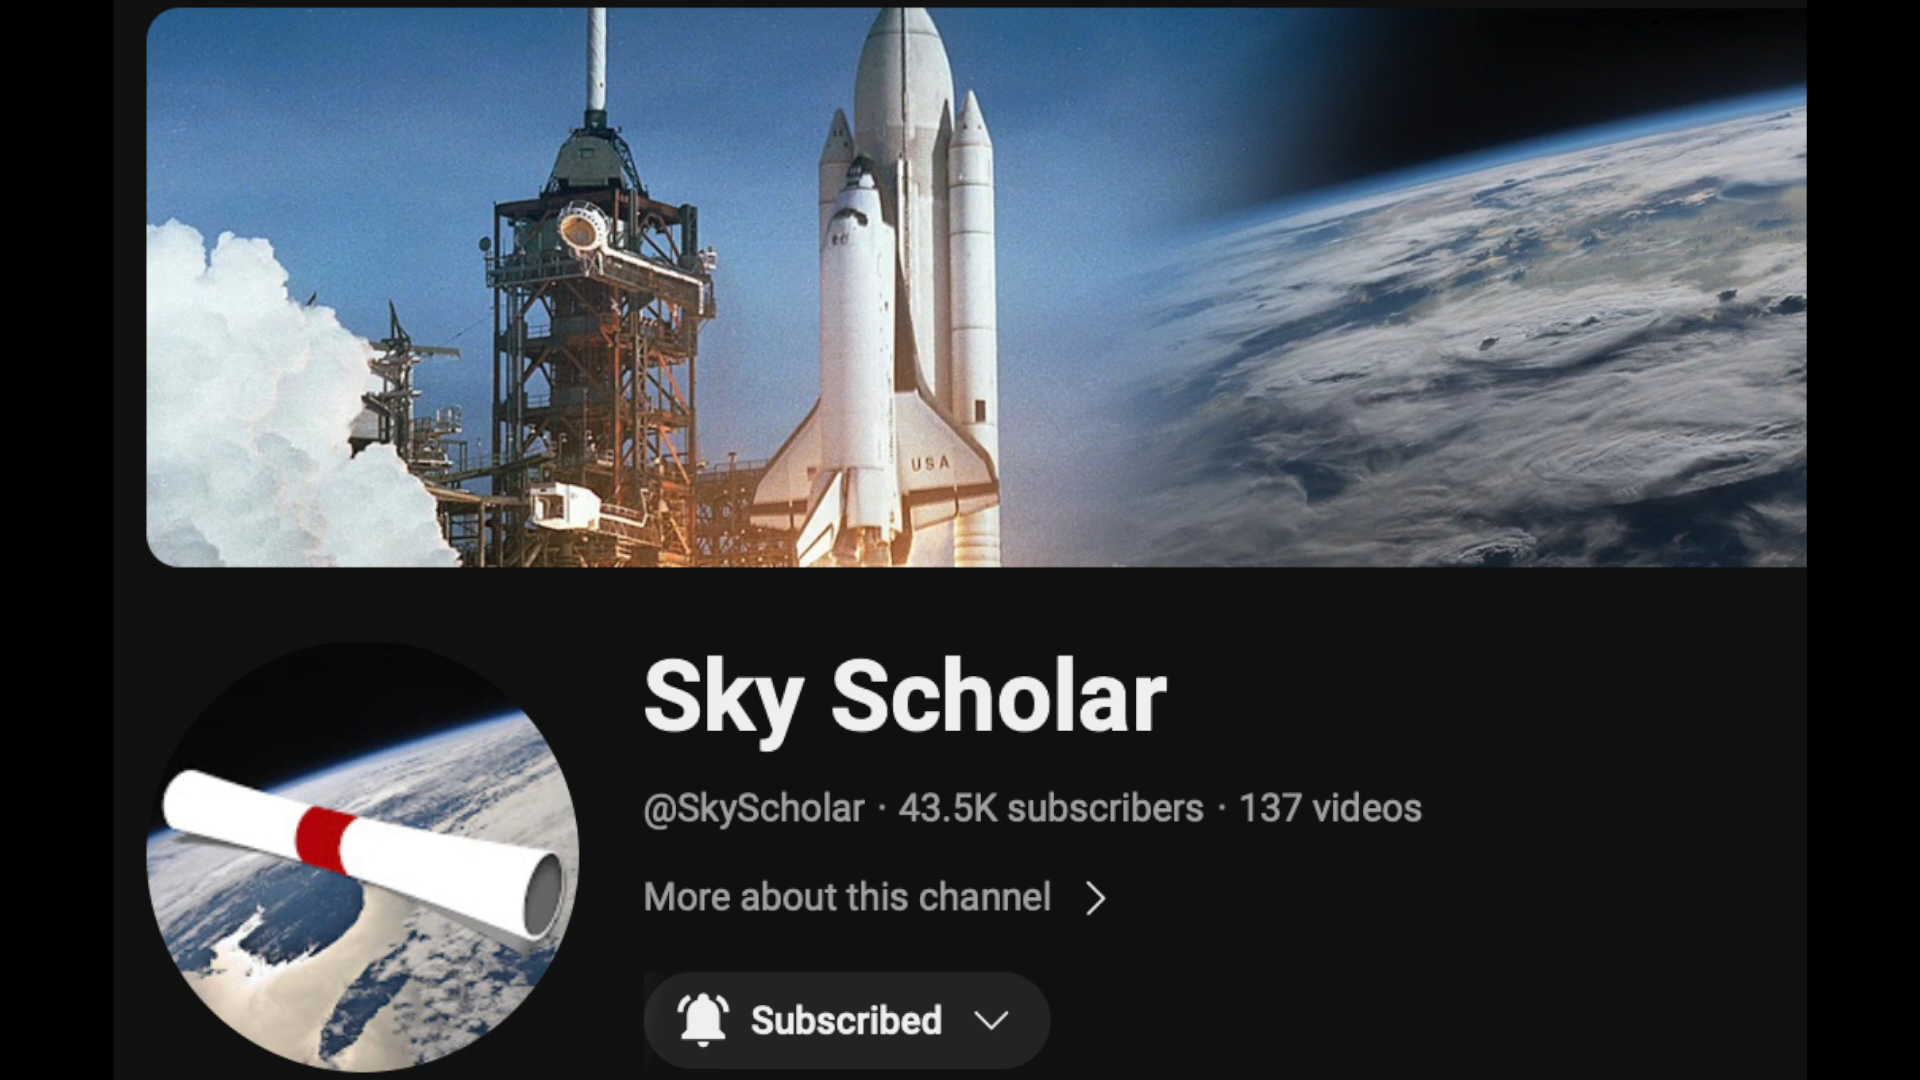 USA
Sky Scholar
@SkyScholar · 43.5K subscribers · 137 videos
More about this channel
Subscribed